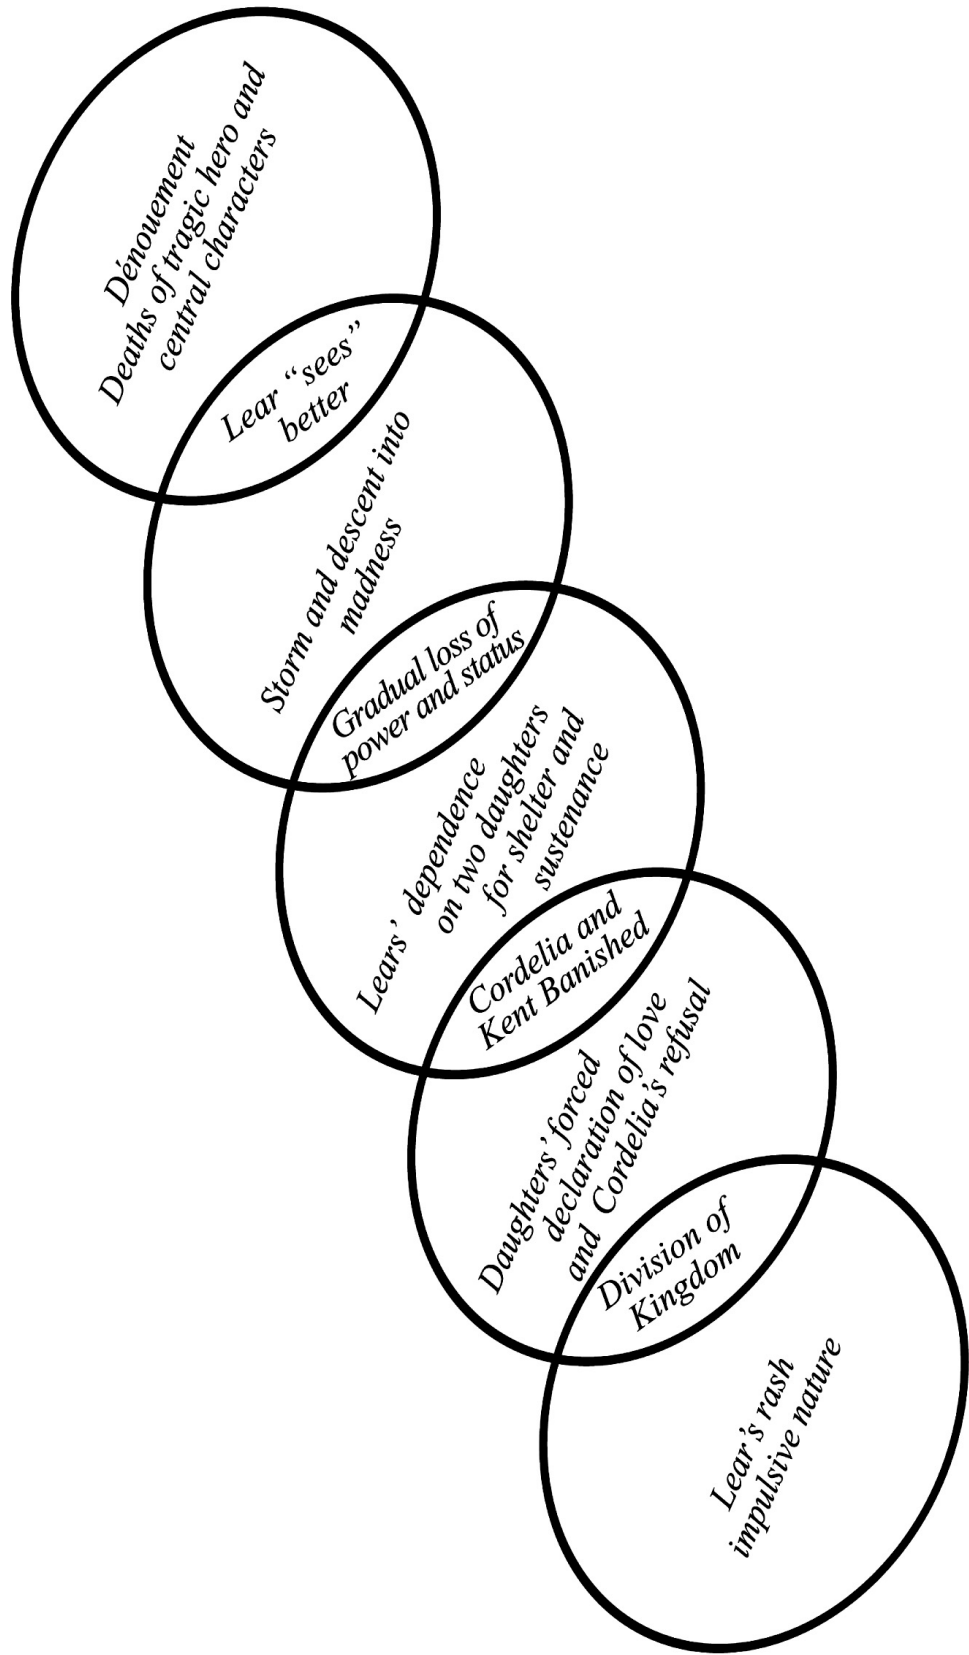 Dénouement
Deaths of tragic hero and
central characters
Lear “sees”
better
Storm and descent into
madness
Gradual loss of
power and status
Lears’ dependence
on two daughters
for shelter and
sustenance
Cordelia and
Kent Banished
Daughters’ forced
declaration of love
and Cordelia’s refusal
Division of
Kingdom
Lear’s rash
impulsive nature